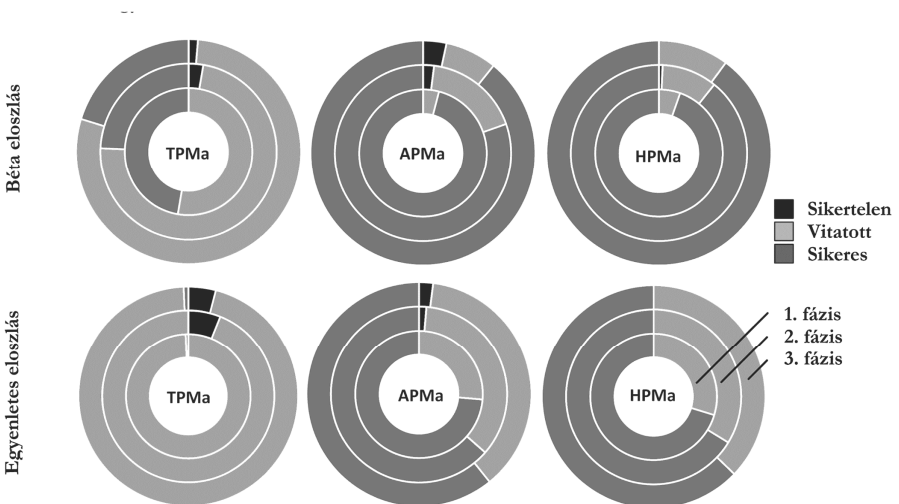 Béta eloszlás
TPMa
APMa
HPMa
Sikertelen
Vitatott
Sikeres
Egyenletes eloszlás
TPMa
APMa
HPMa
1. fázis
2. fázis
3. fázis